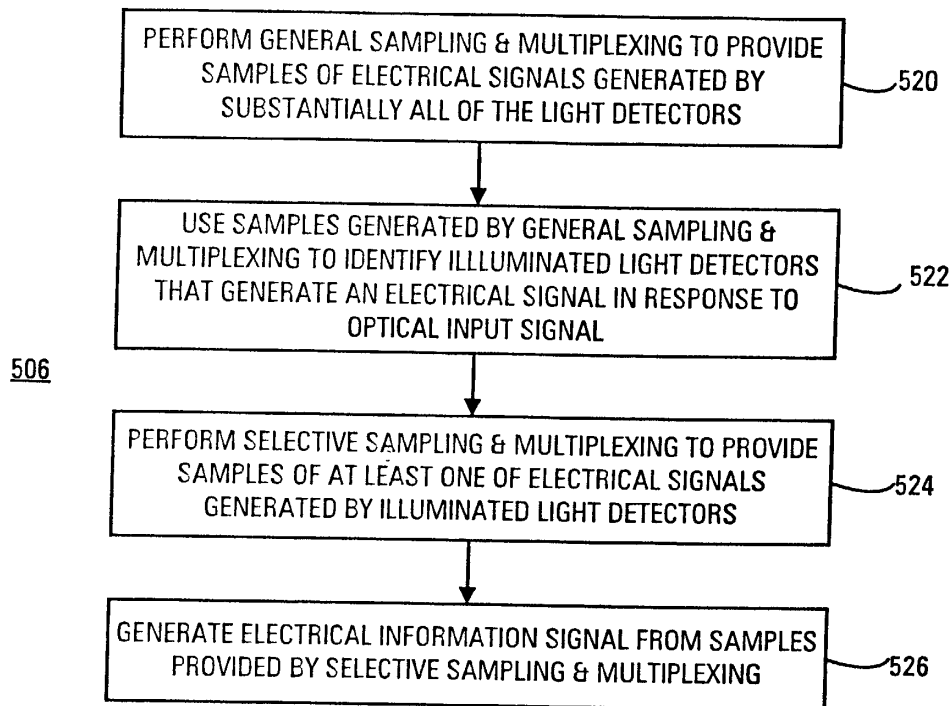 PERFORM GENERAL SAMPLING & MULTIPLEXING TO PROVIDE
SAMPLES OF ELECTRICAL SIGNALS GENERATED BY
SUBSTANTIALLY ALL OF THE LIGHT DETECTORS
520
USE SAMPLES GENERATED BY GENERAL SAMPLING &
MULTIPLEXING TO IDENTIFY ILLLUMINATED LIGHT DETECTORS
THAT GENERATE AN ELECTRICAL SIGNAL IN RESPONSE TO
OPTICAL INPUT SIGNAL
522
506
PERFORM SELECTIVE SAMPLING & MULTIPLEXING TO PROVIDE
SAMPLES OF AT LEAST ONE OF ELECTRICAL SIGNALS
GENERATED BY ILLUMINATED LIGHT DETECTORS
524
GENERATE ELECTRICAL INFORMATION SIGNAL FROM SAMPLES
PROVIDED BY SELECTIVE SAMPLING & MULTIPLEXING
526